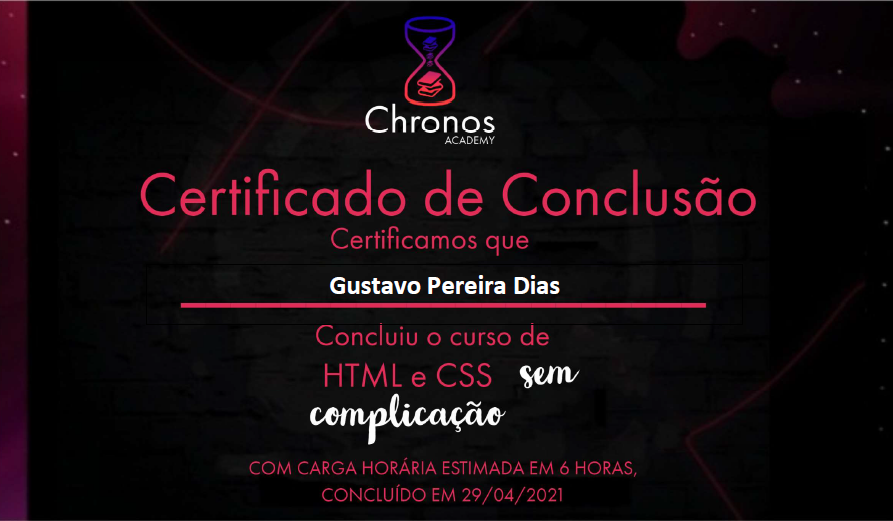 Chronos
ACADEMY
Certificado de Conclusão
Certificamos que
Gustavo Pereira Dias
Concluiu o curso de
HTML e CSS sem
complicação
COM CARGA HORÁRIA ESTIMADA EM 6 HORAS,
CONCLUÍDO EM 29/04/2021